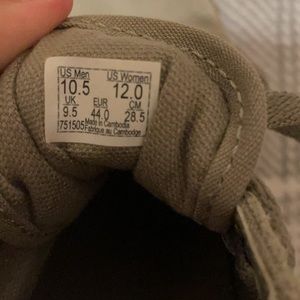 US Men US Women
10.5 12.0
UK EUR CM
9.5 44.0 28.5
751505 Made in Cambodia
Fabriqué au Cambodge